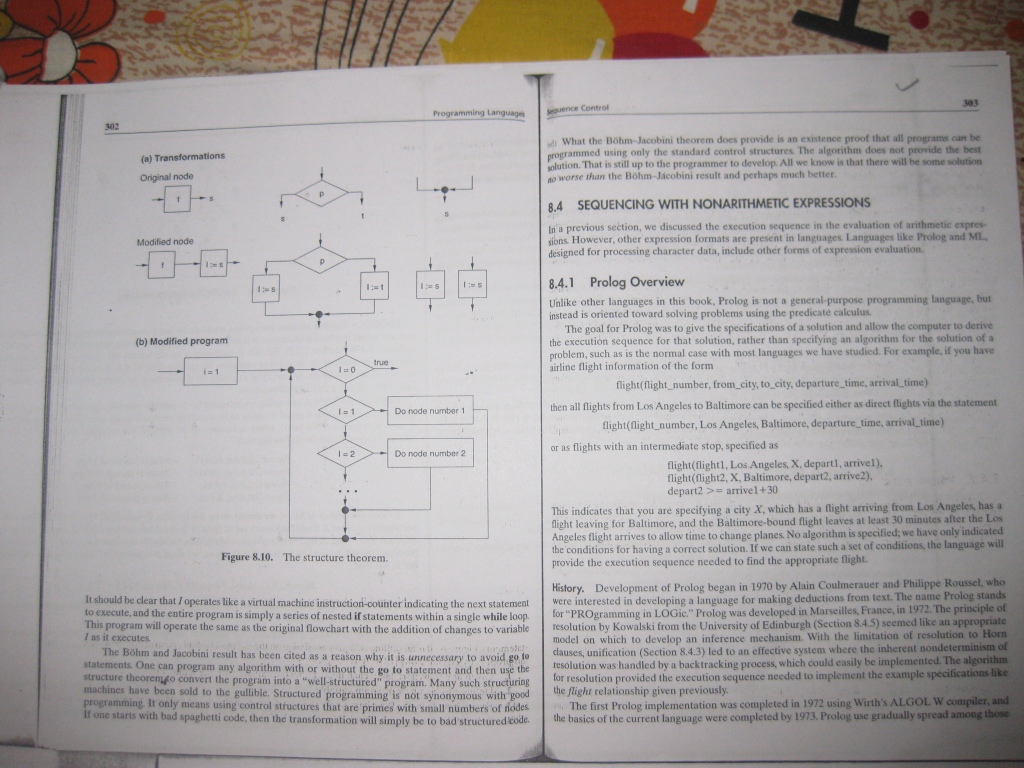 302
Programming Languages
(a) Transformations
Original node
f
s
p
s
t
s
Modified node
f
I := s
p
I := s
I := t
I := s
I := s
(b) Modified program
i = 1
I = 0
true
I = 1
Do node number 1
I = 2
Do node number 2
...
Figure 8.10. The structure theorem.
It should be clear that I operates like a virtual machine instruction-counter indicating the next statement
to execute, and the entire program is simply a series of nested if statements within a single while loop.
This program will operate the same as the original flowchart with the addition of changes to variable
I as it executes.
The Böhm and Jacobini result has been cited as a reason why it is unnecessary to avoid go to
statements. One can program any algorithm with or without the go to statement and then use the
structure theorem to convert the program into a "well-structured" program. Many such structuring
machines have been sold to the gullible. Structured programming is not synonymous with good
programming. It only means using control structures that are primes with small numbers of nodes.
If one starts with bad spaghetti code, then the transformation will simply be to bad structured code.
Sequence Control
303
What the Böhm–Jacobini theorem does provide is an existence proof that all programs can be
programmed using only the standard control structures. The algorithm does not provide the best
solution. That is still up to the programmer to develop. All we know is that there will be some solution
no worse than the Böhm–Jacobini result and perhaps much better.
8.4 SEQUENCING WITH NONARITHMETIC EXPRESSIONS
In a previous section, we discussed the execution sequence in the evaluation of arithmetic expres-
sions. However, other expression formats are present in languages. Languages like Prolog and ML,
designed for processing character data, include other forms of expression evaluation.
8.4.1 Prolog Overview
Unlike other languages in this book, Prolog is not a general-purpose programming language, but
instead is oriented toward solving problems using the predicate calculus.
The goal for Prolog was to give the specifications of a solution and allow the computer to derive
the execution sequence for that solution, rather than specifying an algorithm for the solution of a
problem, such as is the normal case with most languages we have studied. For example, if you have
airline flight information of the form
flight(flight_number, from_city, to_city, departure_time, arrival_time)
then all flights from Los Angeles to Baltimore can be specified either as direct flights via the statement
flight(flight_number, Los Angeles, Baltimore, departure_time, arrival_time)
or as flights with an intermediate stop, specified as
flight(flight1, Los Angeles, X, depart1, arrive1),
flight(flight2, X, Baltimore, depart2, arrive2),
depart2 >= arrive1+30
This indicates that you are specifying a city X, which has a flight arriving from Los Angeles, has a
flight leaving for Baltimore, and the Baltimore-bound flight leaves at least 30 minutes after the Los
Angeles flight arrives to allow time to change planes. No algorithm is specified; we have only indicated
the conditions for having a correct solution. If we can state such a set of conditions, the language will
provide the execution sequence needed to find the appropriate flight.
History. Development of Prolog began in 1970 by Alain Coulmerauer and Philippe Roussel, who
were interested in developing a language for making deductions from text. The name Prolog stands
for "PROgramming in LOGic." Prolog was developed in Marseilles, France, in 1972. The principle of
resolution by Kowalski from the University of Edinburgh (Section 8.4.5) seemed like an appropriate
model on which to develop an inference mechanism. With the limitation of resolution to Horn
clauses, unification (Section 8.4.3) led to an effective system where the inherent nondeterminism of
resolution was handled by a backtracking process, which could easily be implemented. The algorithm
for resolution provided the execution sequence needed to implement the example specifications like
the flight relationship given previously.
The first Prolog implementation was completed in 1972 using Wirth's ALGOL W compiler, and
the basics of the current language were completed by 1973. Prolog use gradually spread among those